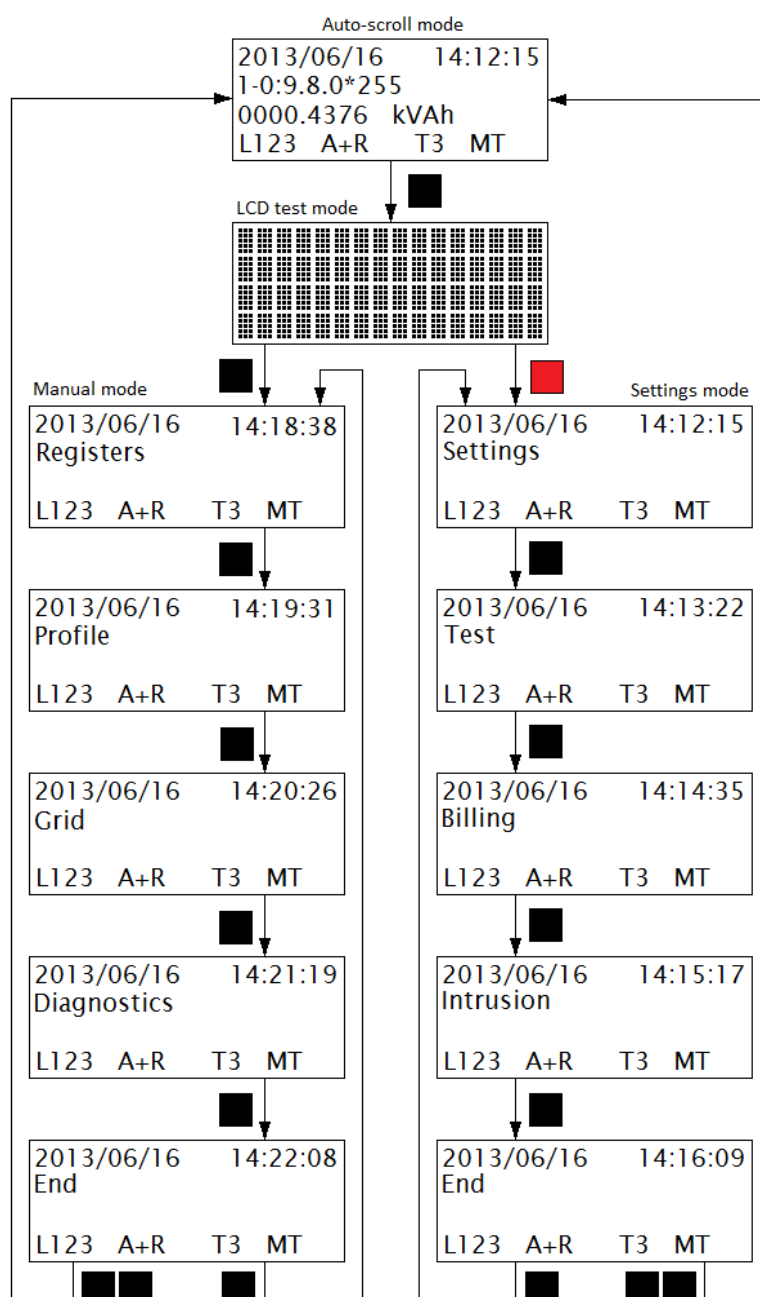 Auto-scroll mode
2013/06/16 14:12:15
1-0:9.8.0*255
0000.4376 kVAh
L123 A+R T3 MT
LCD test mode
Manual mode
2013/06/16 14:18:38
Registers
L123 A+R T3 MT
2013/06/16 14:19:31
Profile
L123 A+R T3 MT
2013/06/16 14:20:26
Grid
L123 A+R T3 MT
2013/06/16 14:21:19
Diagnostics
L123 A+R T3 MT
2013/06/16 14:22:08
End
L123 A+R T3 MT
Settings mode
2013/06/16 14:12:15
Settings
L123 A+R T3 MT
2013/06/16 14:13:22
Test
L123 A+R T3 MT
2013/06/16 14:14:35
Billing
L123 A+R T3 MT
2013/06/16 14:15:17
Intrusion
L123 A+R T3 MT
2013/06/16 14:16:09
End
L123 A+R T3 MT